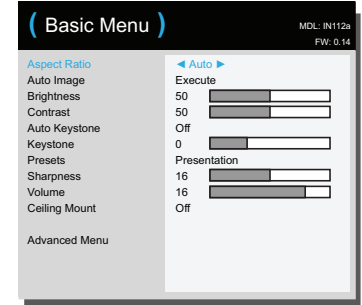 ( Basic Menu ) MDL: IN112a
FW: 0.14
Aspect Ratio ◄ Auto ►
Auto Image Execute
Brightness 50
Contrast 50
Auto Keystone Off
Keystone 0
Presets Presentation
Sharpness 16
Volume 16
Ceiling Mount Off
Advanced Menu